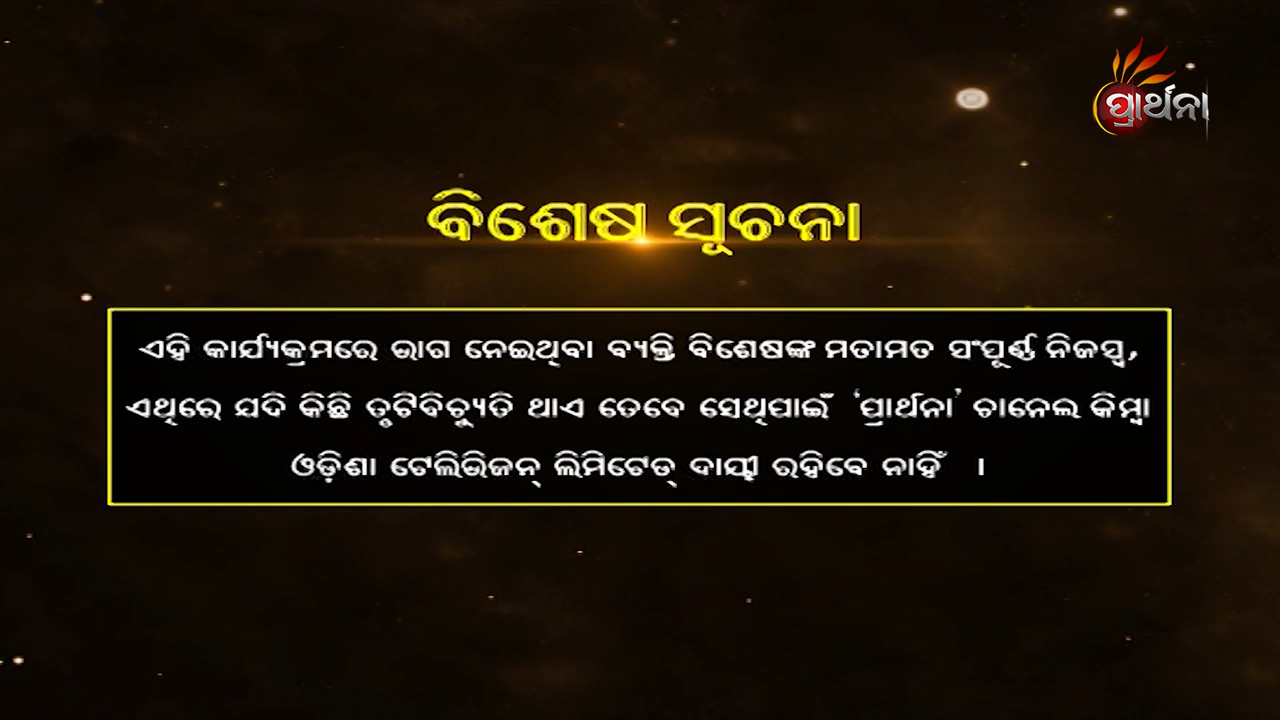 ପ୍ରାର୍ଥନା
ବିଶେଷ ସୂଚନା
ଏହି କାର୍ଯ୍ୟକ୍ରମରେ ଭାଗ ନେଇଥିବା ବ୍ୟକ୍ତି ବିଶେଷଙ୍କ ମତାମତ ସଂପୂର୍ଣ୍ଣ ନିଜସ୍ୱ,
ଏଥିରେ ଯଦି କିଛି ତୃଟିବିଚ୍ୟୁତି ଥାଏ ତେବେ ସେଥିପାଇଁ ‘ପ୍ରାର୍ଥନା’ ଚାନେଲ କିମ୍ବା
ଓଡ଼ିଶା ଟେଲିଭିଜନ୍ ଲିମିଟେଡ୍ ଦାୟୀ ରହିବେ ନାହିଁ ।